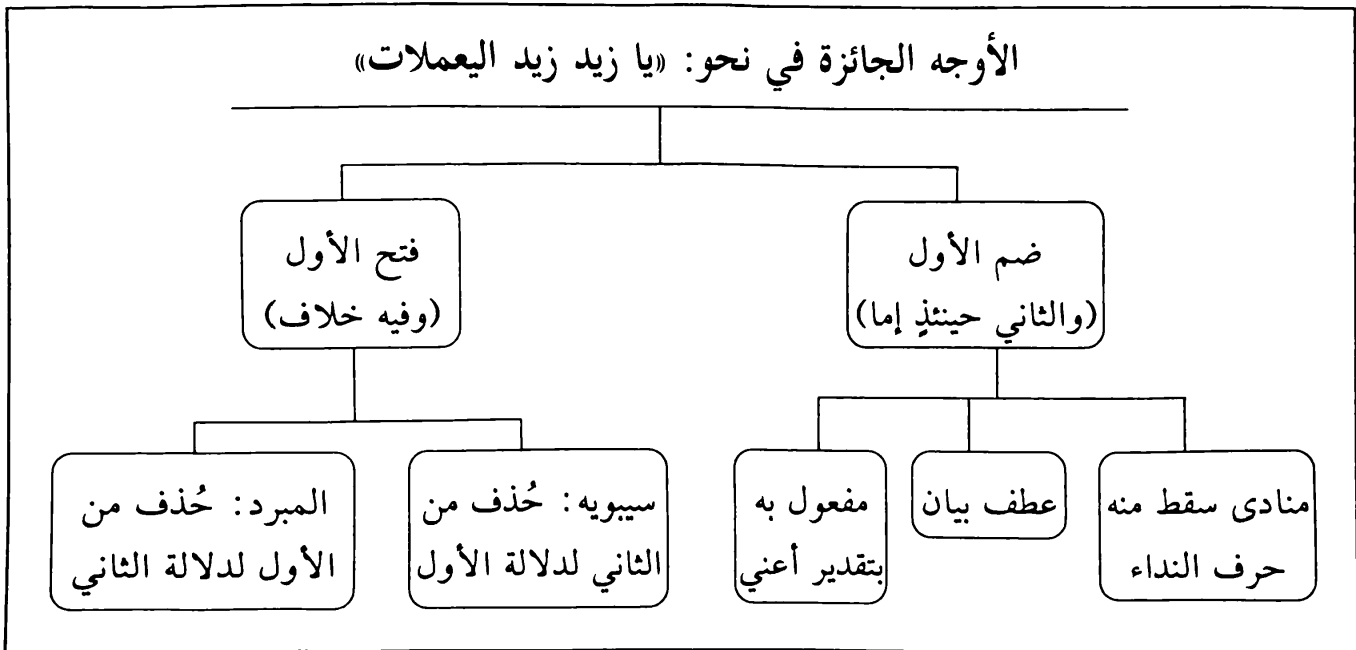 الأوجه الجائزة في نحو: «يا زيد زيد اليعملات»
ضم الأول
(والثاني حينئذٍ إما)
فتح الأول
(وفيه خلاف)
منادى سقط منه
حرف النداء
عطف بيان
مفعول به
بتقدير أعني
سيبويه: حُذف من
الثاني لدلالة الأول
المبرد: حُذف من
الأول لدلالة الثاني